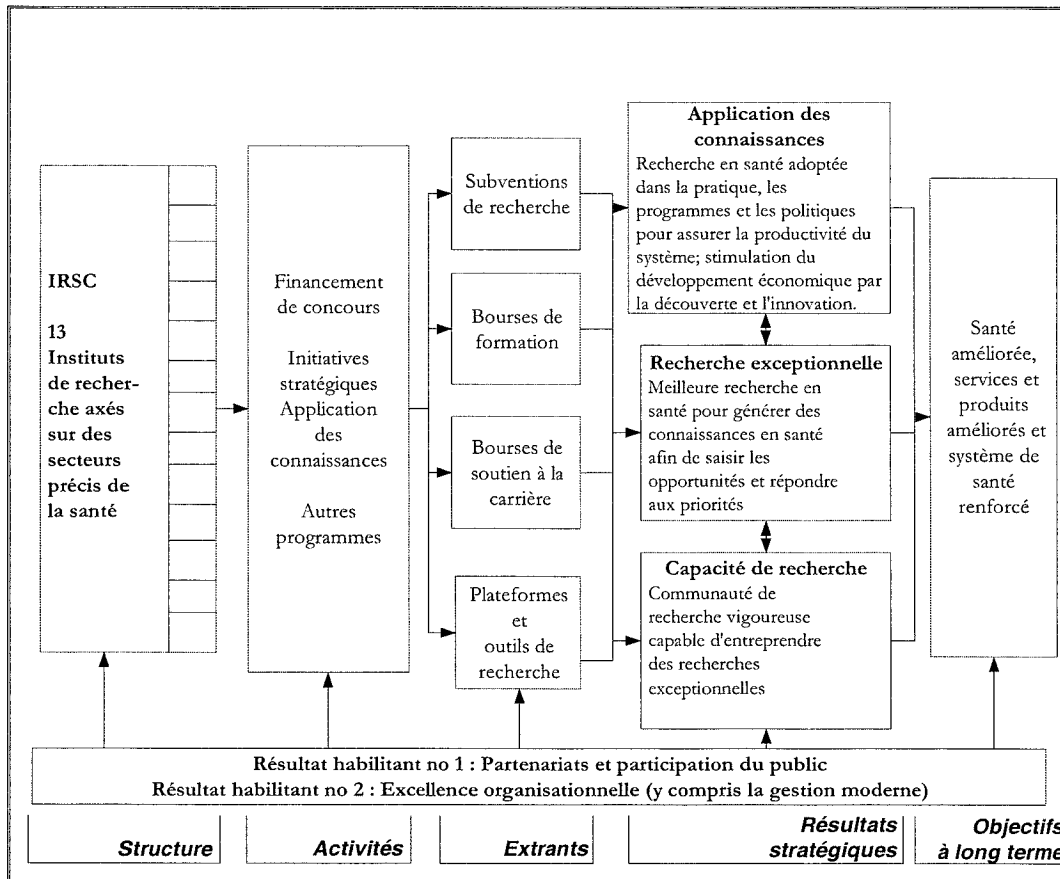 IRSC
13
Instituts
de recher-
che axés
sur des
secteurs
précis de
la santé
Financement
de concours
Initiatives
stratégiques
Application
des
connaissances
Autres
programmes
Subventions
de recherche
Bourses de
formation
Bourses de
soutien à la
carrière
Plateformes
et
outils de
recherche
Application des
connaissances
Recherche en santé adoptée
dans la pratique, les
programmes et les politiques
pour assurer la productivité du
système; stimulation du
développement économique par
la découverte et l'innovation.
Recherche exceptionnelle
Meilleure recherche en
santé pour générer des
connaissances en santé
afin de saisir les
opportunités et répondre
aux priorités
Capacité de recherche
Communauté de
recherche vigoureuse
capable d'entreprendre
des recherches
exceptionnelles
Santé
améliorée,
services et
produits
améliorés et
système de
santé
renforcé
Résultat habilitant no 1 : Partenariats et participation du public
Résultat habilitant no 2 : Excellence organisationnelle (y compris la gestion moderne)
Structure
Activités
Extrants
Résultats
stratégiques
Objectifs
à long terme